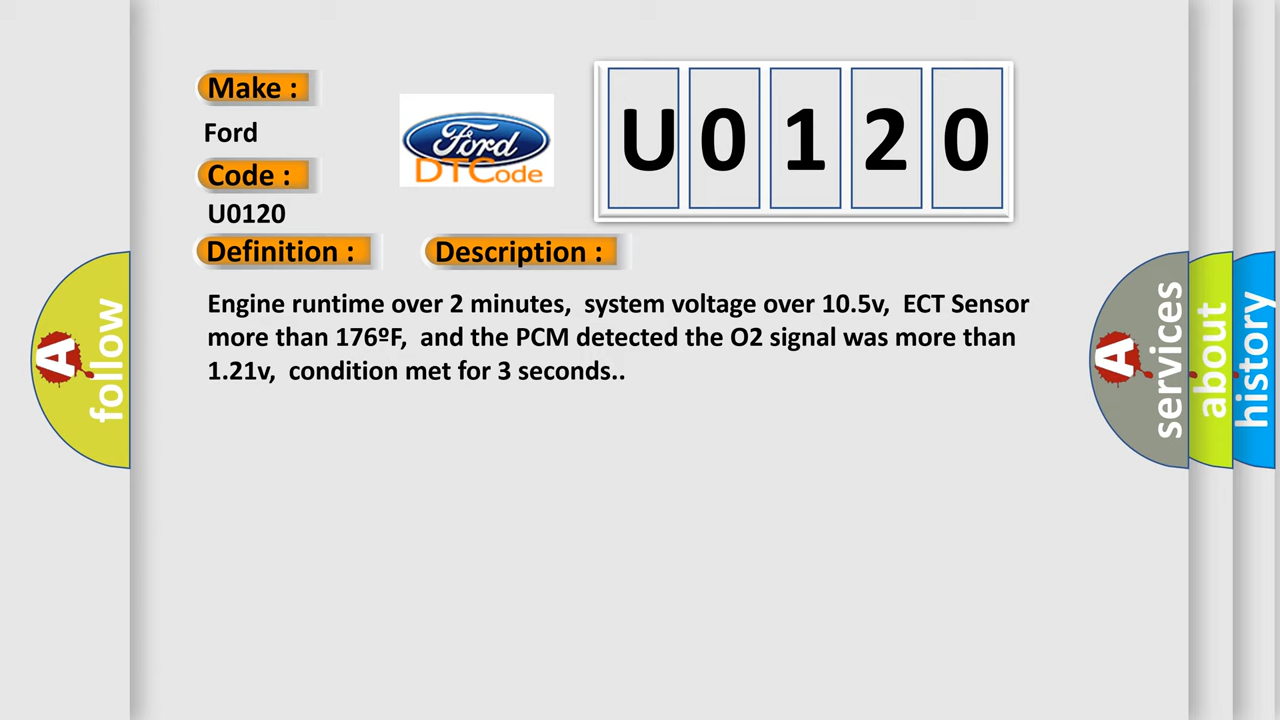 Make :
Ford
Code :
U0120
Ford
DTCode
U0120
Definition :
Description :
Engine runtime over 2 minutes, system voltage over 10.5v, ECT Sensor
more than 176ºF, and the PCM detected the O2 signal was more than
1.21v, condition met for 3 seconds..
A
follow
A
services
about
history